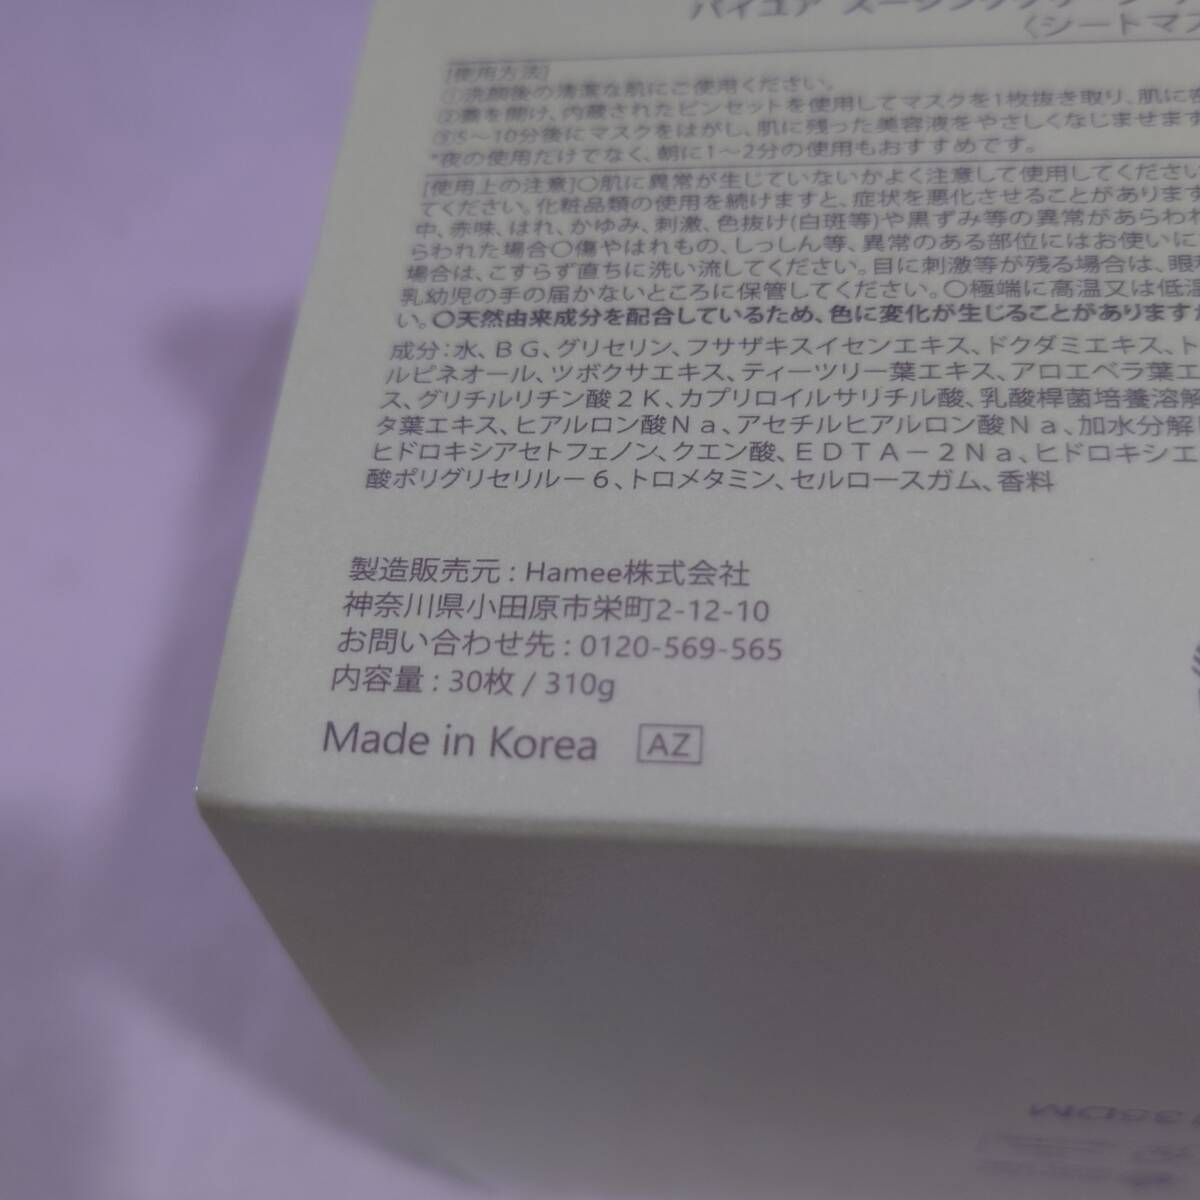 バイユア スージンググリーン
〈シートマス
[使用方法]
①洗顔後の清潔な肌にご使用ください。
②蓋を開け、内蔵されたピンセットを使用してマスクを1枚抜き取り、肌に
③5～10分後にマスクをはがし、肌に残った美容液をやさしくなじませます
*夜の使用だけでなく、朝に1～2分の使用もおすすめです。
[使用上の注意]〇肌に異常が生じていないかよく注意して使用してください
てください。化粧品類の使用を続けますと、症状を悪化させることがあります
中、赤味、はれ、かゆみ、刺激、色抜け(白斑等)や黒ずみ等の異常があらわれ
らわれた場合〇傷やはれもの、しっしん等、異常のある部位にはお使いに
場合は、こすらず直ちに洗い流してください。目に刺激等が残る場合は、眼科
乳幼児の手の届かないところに保管してください。〇極端に高温又は低温
い。〇天然由来成分を配合しているため、色に変化が生じることがありますが
成分：水、ＢＧ、グリセリン、フサザキスイセンエキス、ドクダミエキス、ト
ルピネオール、ツボクサエキス、ティーツリー葉エキス、アロエベラ葉エ
ス、グリチルリチン酸２Ｋ、カプリロイルサリチル酸、乳酸桿菌培養溶解
タ葉エキス、ヒアルロン酸Ｎａ、アセチルヒアルロン酸Ｎａ、加水分解
ヒドロキシアセトフェノン、クエン酸、ＥＤＴＡ－２Ｎａ、ヒドロキシエ
酸ポリグリセリル－６、トロメタミン、セルロースガム、香料
製造販売元 : Hamee株式会社
神奈川県小田原市栄町2-12-10
お問い合わせ先 : 0120-569-565
内容量 : 30枚 / 310g
Made in Korea AZ